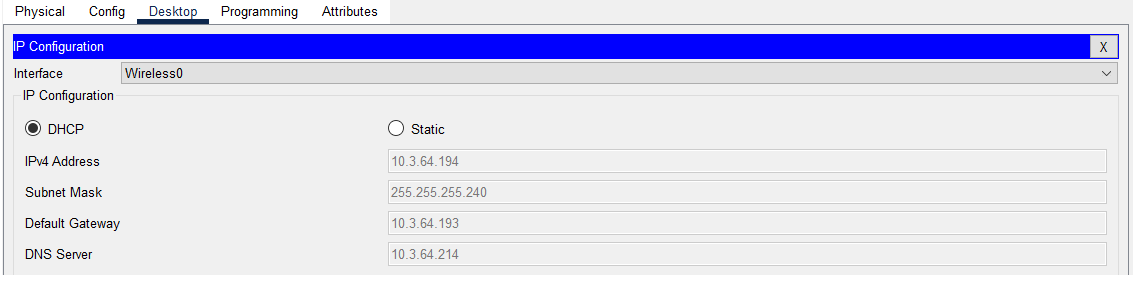 Physical Config Desktop Programming Attributes
IP Configuration X
Interface Wireless0
IP Configuration
DHCP Static
IPv4 Address 10.3.64.194
Subnet Mask 255.255.255.240
Default Gateway 10.3.64.193
DNS Server 10.3.64.214